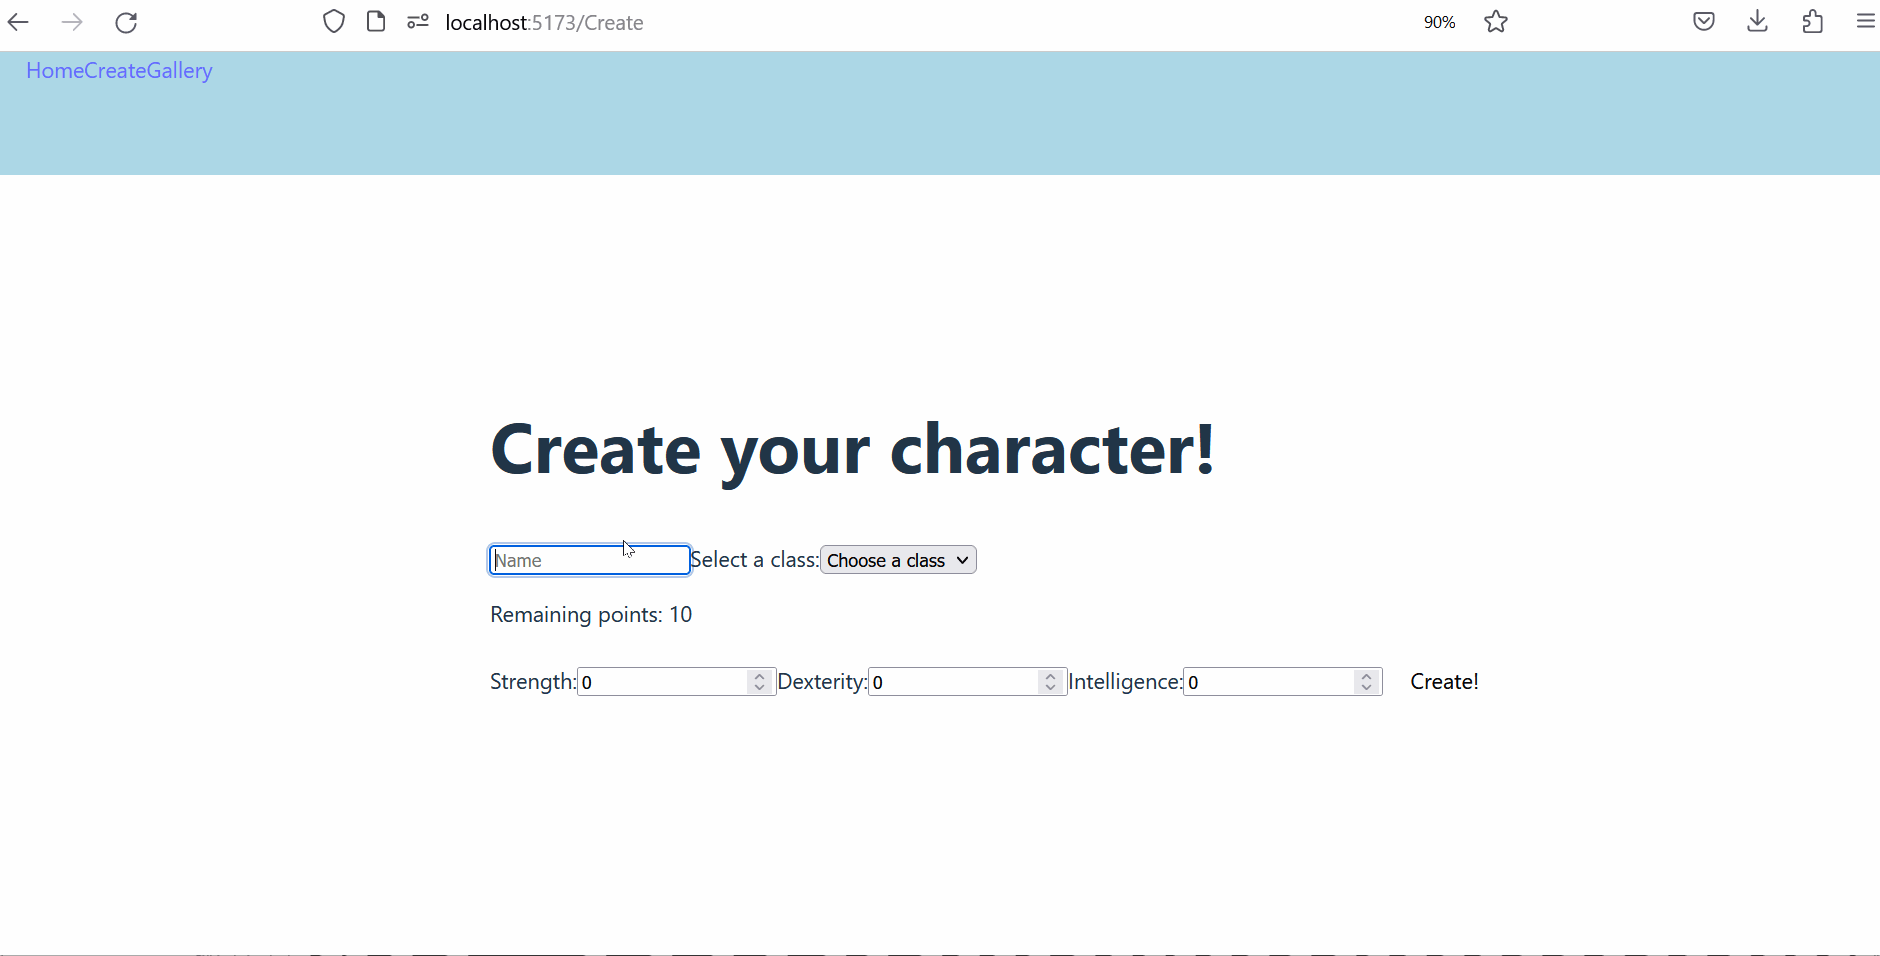 localhost:5173/Create 90%
HomeCreateGallery
Create your character!
Name Select a class: Choose a class
Remaining points: 10
Strength: 0 Dexterity: 0 Intelligence: 0 Create!